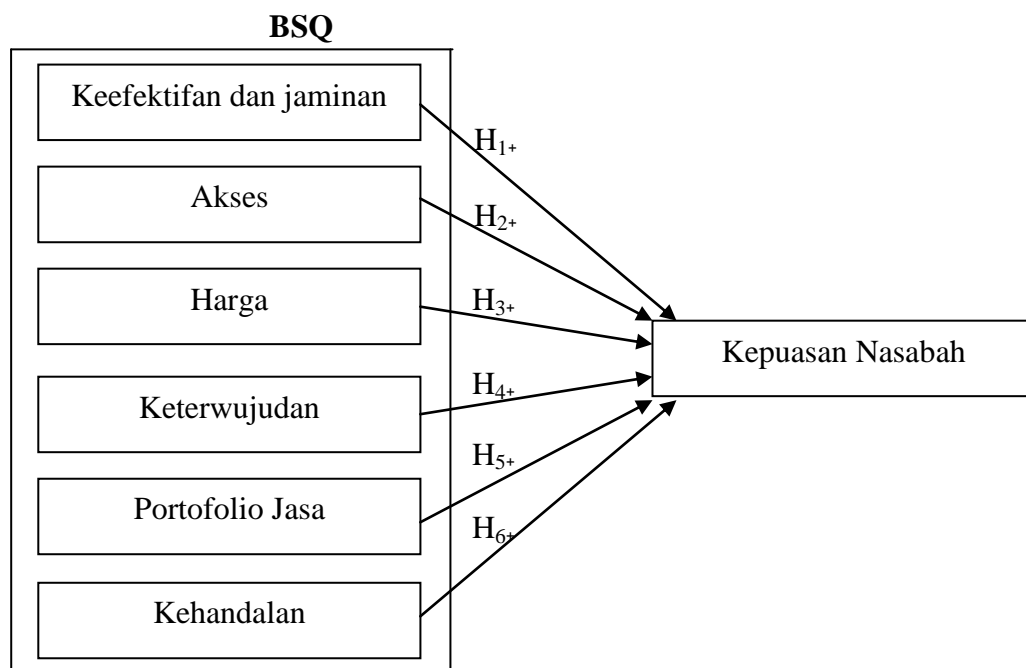 BSQ
Keefektifan dan jaminan
H1+
Akses
H2+
Harga
H3+
Kepuasan Nasabah
Keterwujudan
H4+
H5+
Portofolio Jasa
H6+
Kehandalan